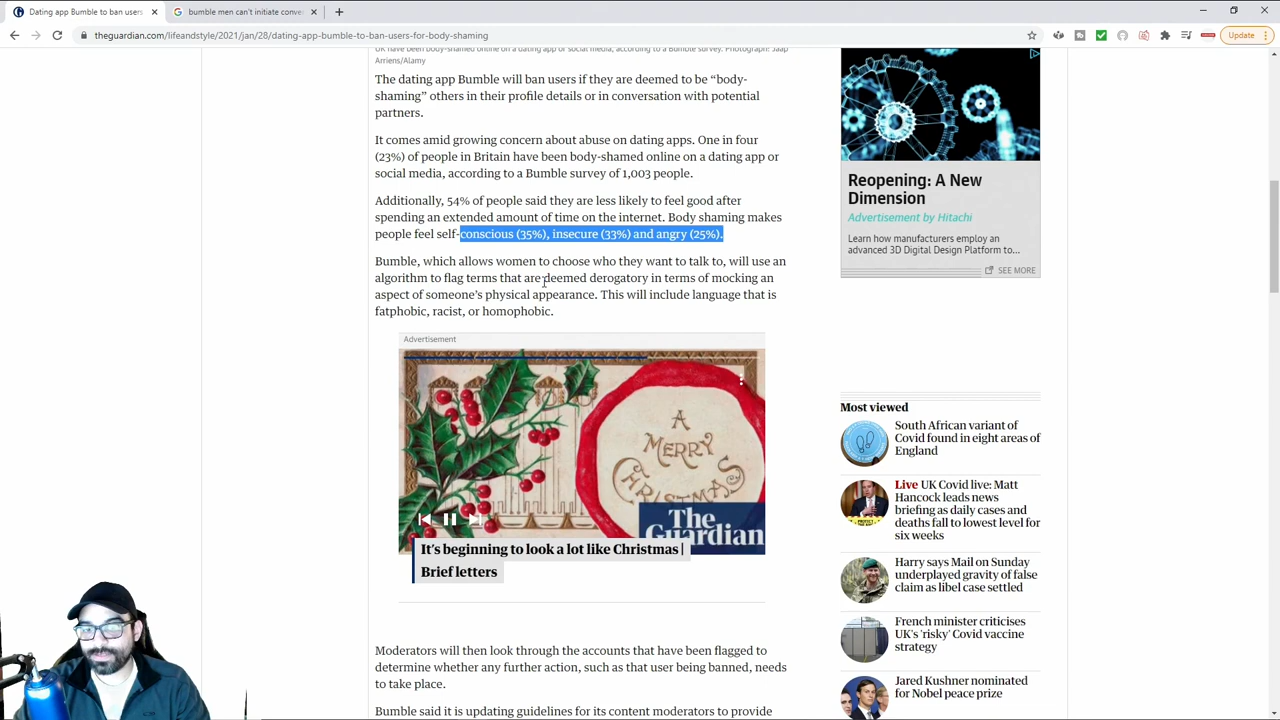 Dating app Bumble to ban users f
bumble men can't initiate conver
theguardian.com/lifeandstyle/2021/jan/28/dating-app-bumble-to-ban-users-for-body-shaming
Update
UK have been body-shamed online on a dating app or social media, according to a Bumble survey. Photograph: Jaap
Arriens/Alamy
The dating app Bumble will ban users if they are deemed to be “body-
shaming” others in their profile details or in conversation with potential
partners.
It comes amid growing concern about abuse on dating apps. One in four
(23%) of people in Britain have been body-shamed online on a dating app or
social media, according to a Bumble survey of 1,003 people.
Additionally, 54% of people said they are less likely to feel good after
spending an extended amount of time on the internet. Body shaming makes
people feel self-conscious (35%), insecure (33%) and angry (25%).
Bumble, which allows women to choose who they want to talk to, will use an
algorithm to flag terms that are deemed derogatory in terms of mocking an
aspect of someone’s physical appearance. This will include language that is
fatphobic, racist, or homophobic.
Advertisement
A
MERRY
CHRISTMAS
The
Guardian
It’s beginning to look a lot like Christmas |
Brief letters
Moderators will then look through the accounts that have been flagged to
determine whether any further action, such as that user being banned, needs
to take place.
Bumble said it is updating guidelines for its content moderators to provide
Reopening: A New
Dimension
Advertisement by Hitachi
Learn how manufacturers employ an
advanced 3D Digital Design Platform to...
SEE MORE
Most viewed
South African variant of
Covid found in eight areas of
England
Live UK Covid live: Matt
Hancock leads news
briefing as daily cases and
deaths fall to lowest level for
six weeks
Harry says Mail on Sunday
underplayed gravity of false
claim as libel case settled
French minister criticises
UK's 'risky' Covid vaccine
strategy
Jared Kushner nominated
for Nobel peace prize